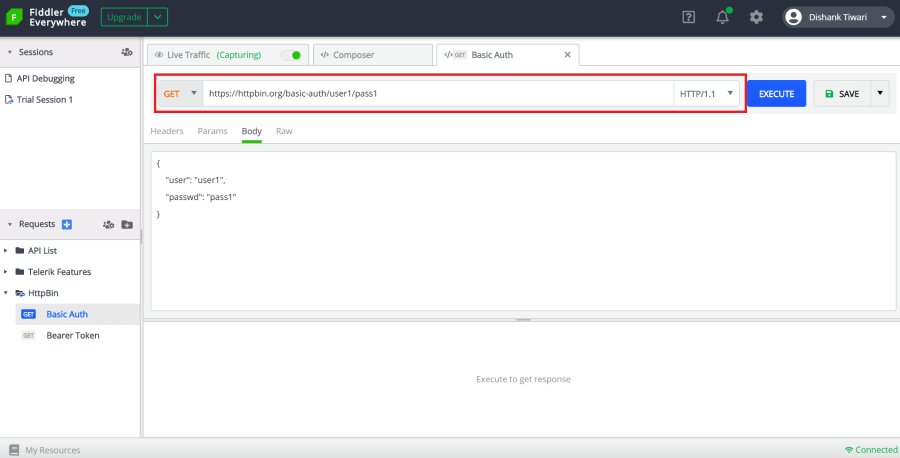 Fiddler Free
Everywhere
Upgrade
Dishank Tiwari
Sessions
Live Traffic (Capturing)
</> Composer
</> GET Basic Auth
API Debugging
Trial Session 1
GET
https://httpbin.org/basic-auth/user1/pass1
HTTP/1.1
EXECUTE
SAVE
Headers Params Body Raw
{
"user": "user1",
"passwd": "pass1"
}
Requests
API List
Telerik Features
HttpBin
GET Basic Auth
GET Bearer Token
Execute to get response
My Resources
Connected